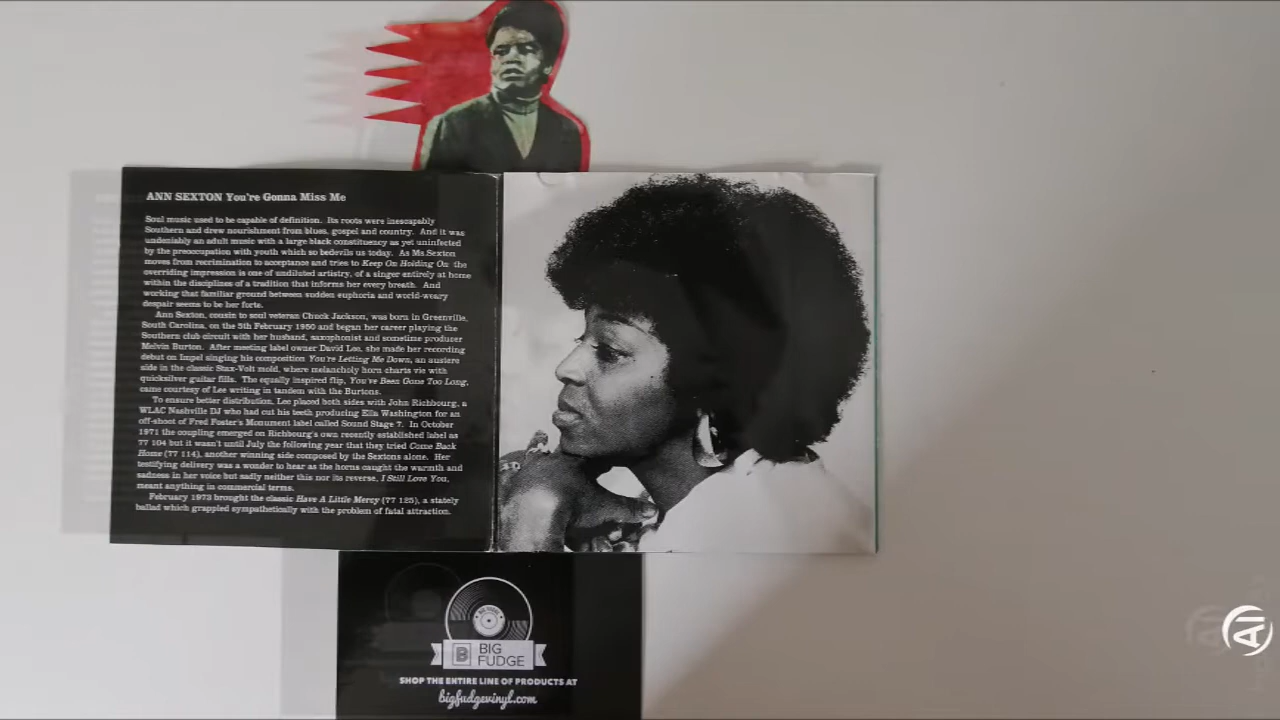 ANN SEXTON You're Gonna Miss Me
Soul music used to be capable of definition. Its roots were inescapably
Southern and drew nourishment from blues, gospel and country. And it was
undeniably an adult music with a large black constituency as yet uninfected
by the preoccupation with youth which so bedevils us today. As Ms Sexton
moves from recrimination to acceptance and tries to Keep On Holding On the
overriding impression is one of undiluted artistry, of a singer entirely at home
within the disciplines of a tradition that informs her every breath. And
working that familiar ground between sudden euphoria and world-weary
despair seems to be her forte.
Ann Sexton, cousin to soul veteran Chuck Jackson, was born in Greenville,
South Carolina, on the 5th February 1950 and began her career playing the
Southern club circuit with her husband, saxophonist and sometime producer
Melvin Burton. After meeting label owner David Lee, she made her recording
debut on Impel singing his composition You're Letting Me Down, an austere
side in the classic Stax-Volt mold, where melancholy horn charts vie with
quicksilver guitar fills. The equally inspired flip, You've Been Gone Too Long,
came courtesy of Lee writing in tandem with the Burtons.
To ensure better distribution, Lee placed both sides with John Richbourg, a
WLAC Nashville DJ who had cut his teeth producing Ella Washington for an
off-shoot of Fred Foster's Monument label called Sound Stage 7. In October
1971 the coupling emerged on Richbourg's own recently established label as
77 104 but it wasn't until July the following year that they tried Come Back
Home (77 114), another winning side composed by the Sextons alone. Her
testifying delivery was a wonder to hear as the horns caught the warmth and
sadness in her voice but sadly neither this nor its reverse, I Still Love You,
meant anything in commercial terms.
February 1973 brought the classic Have A Little Mercy (77 125), a stately
ballad which grappled sympathetically with the problem of fatal attraction.
B BIG
FUDGE
SHOP THE ENTIRE LINE OF PRODUCTS AT
bigfudgevinyl.com